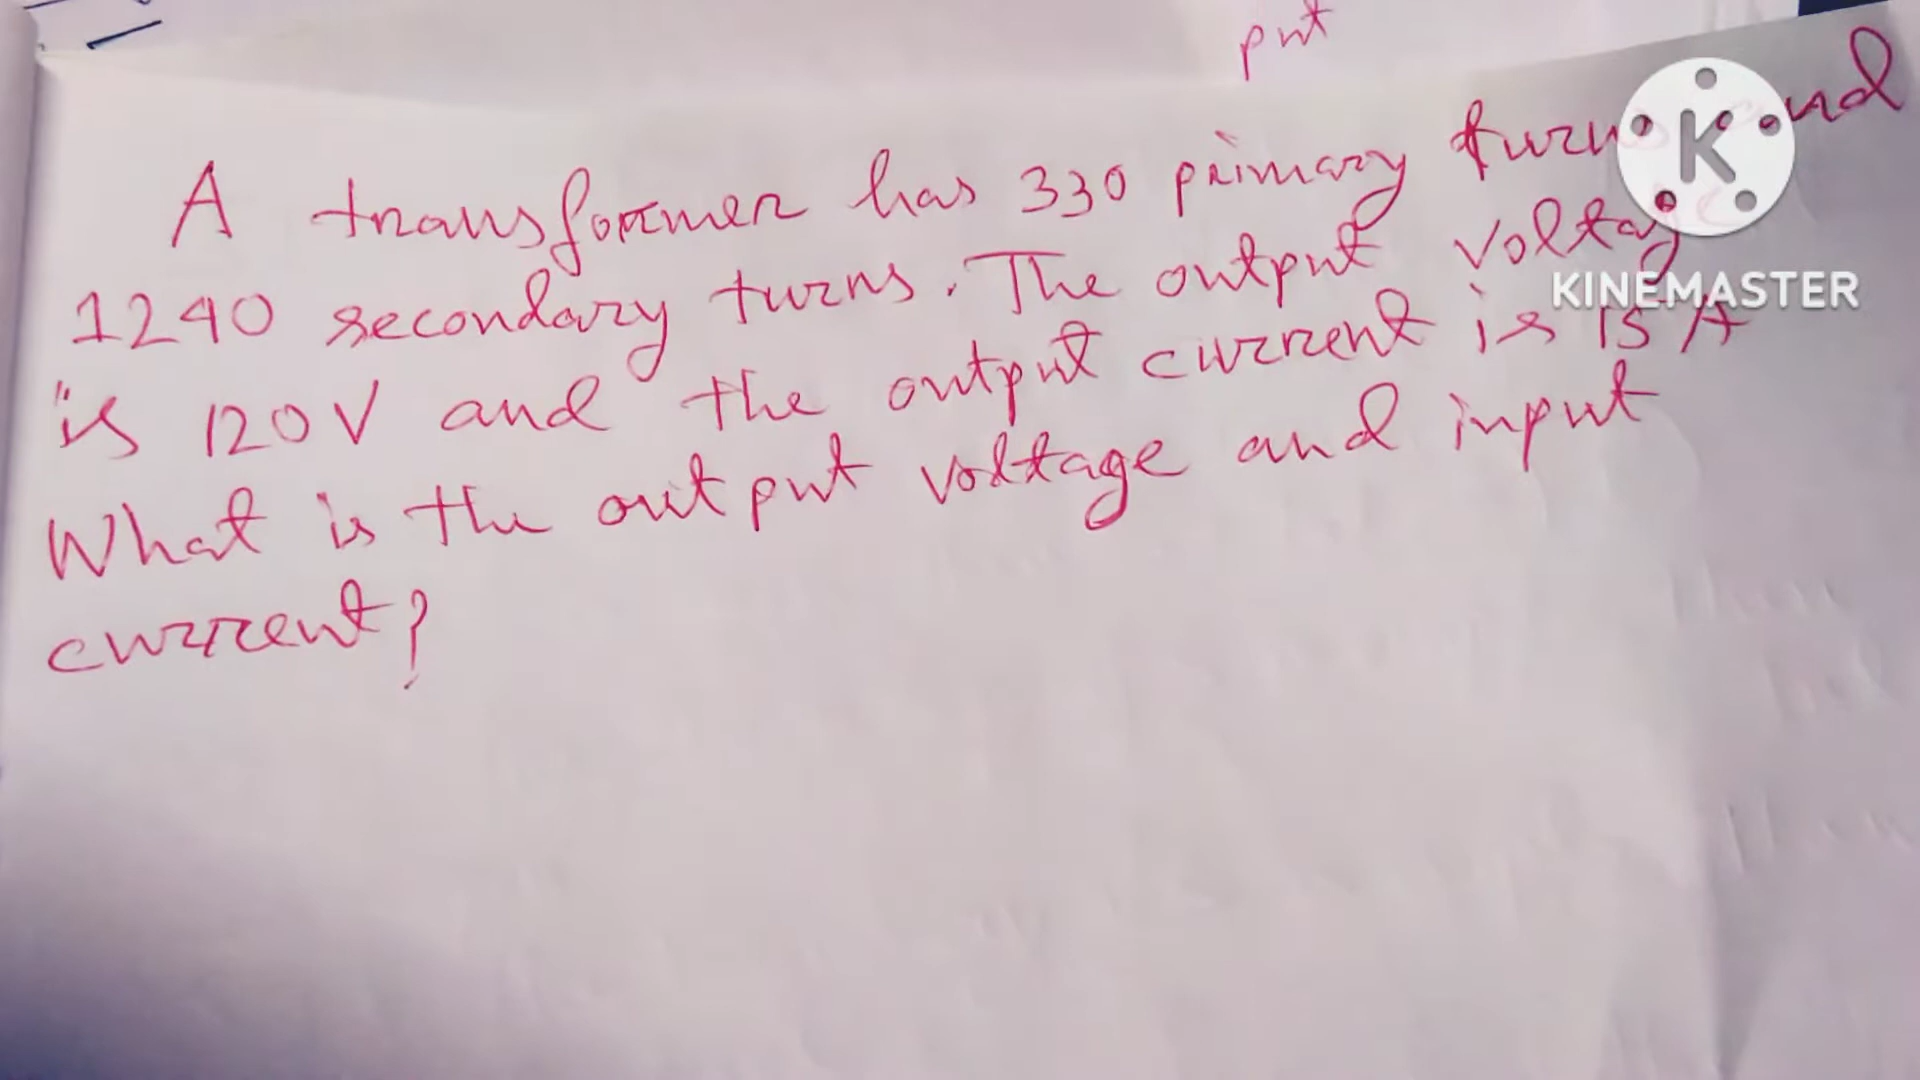 put
A transformer has 330 primary turns and
1240 secondary turns. The output voltage
is 120V and the output current is 15 A
What is the output voltage and input
current?
K
KINEMASTER